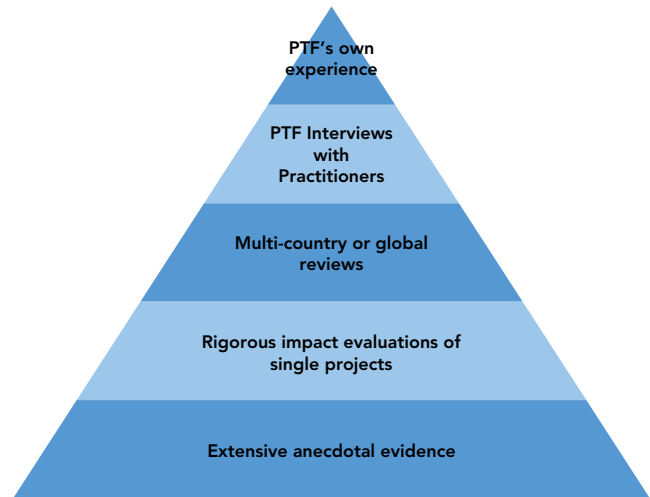 PTF's own
experience
PTF Interviews
with
Practitioners
Multi-country or global
reviews
Rigorous impact evaluations of
single projects
Extensive anecdotal evidence